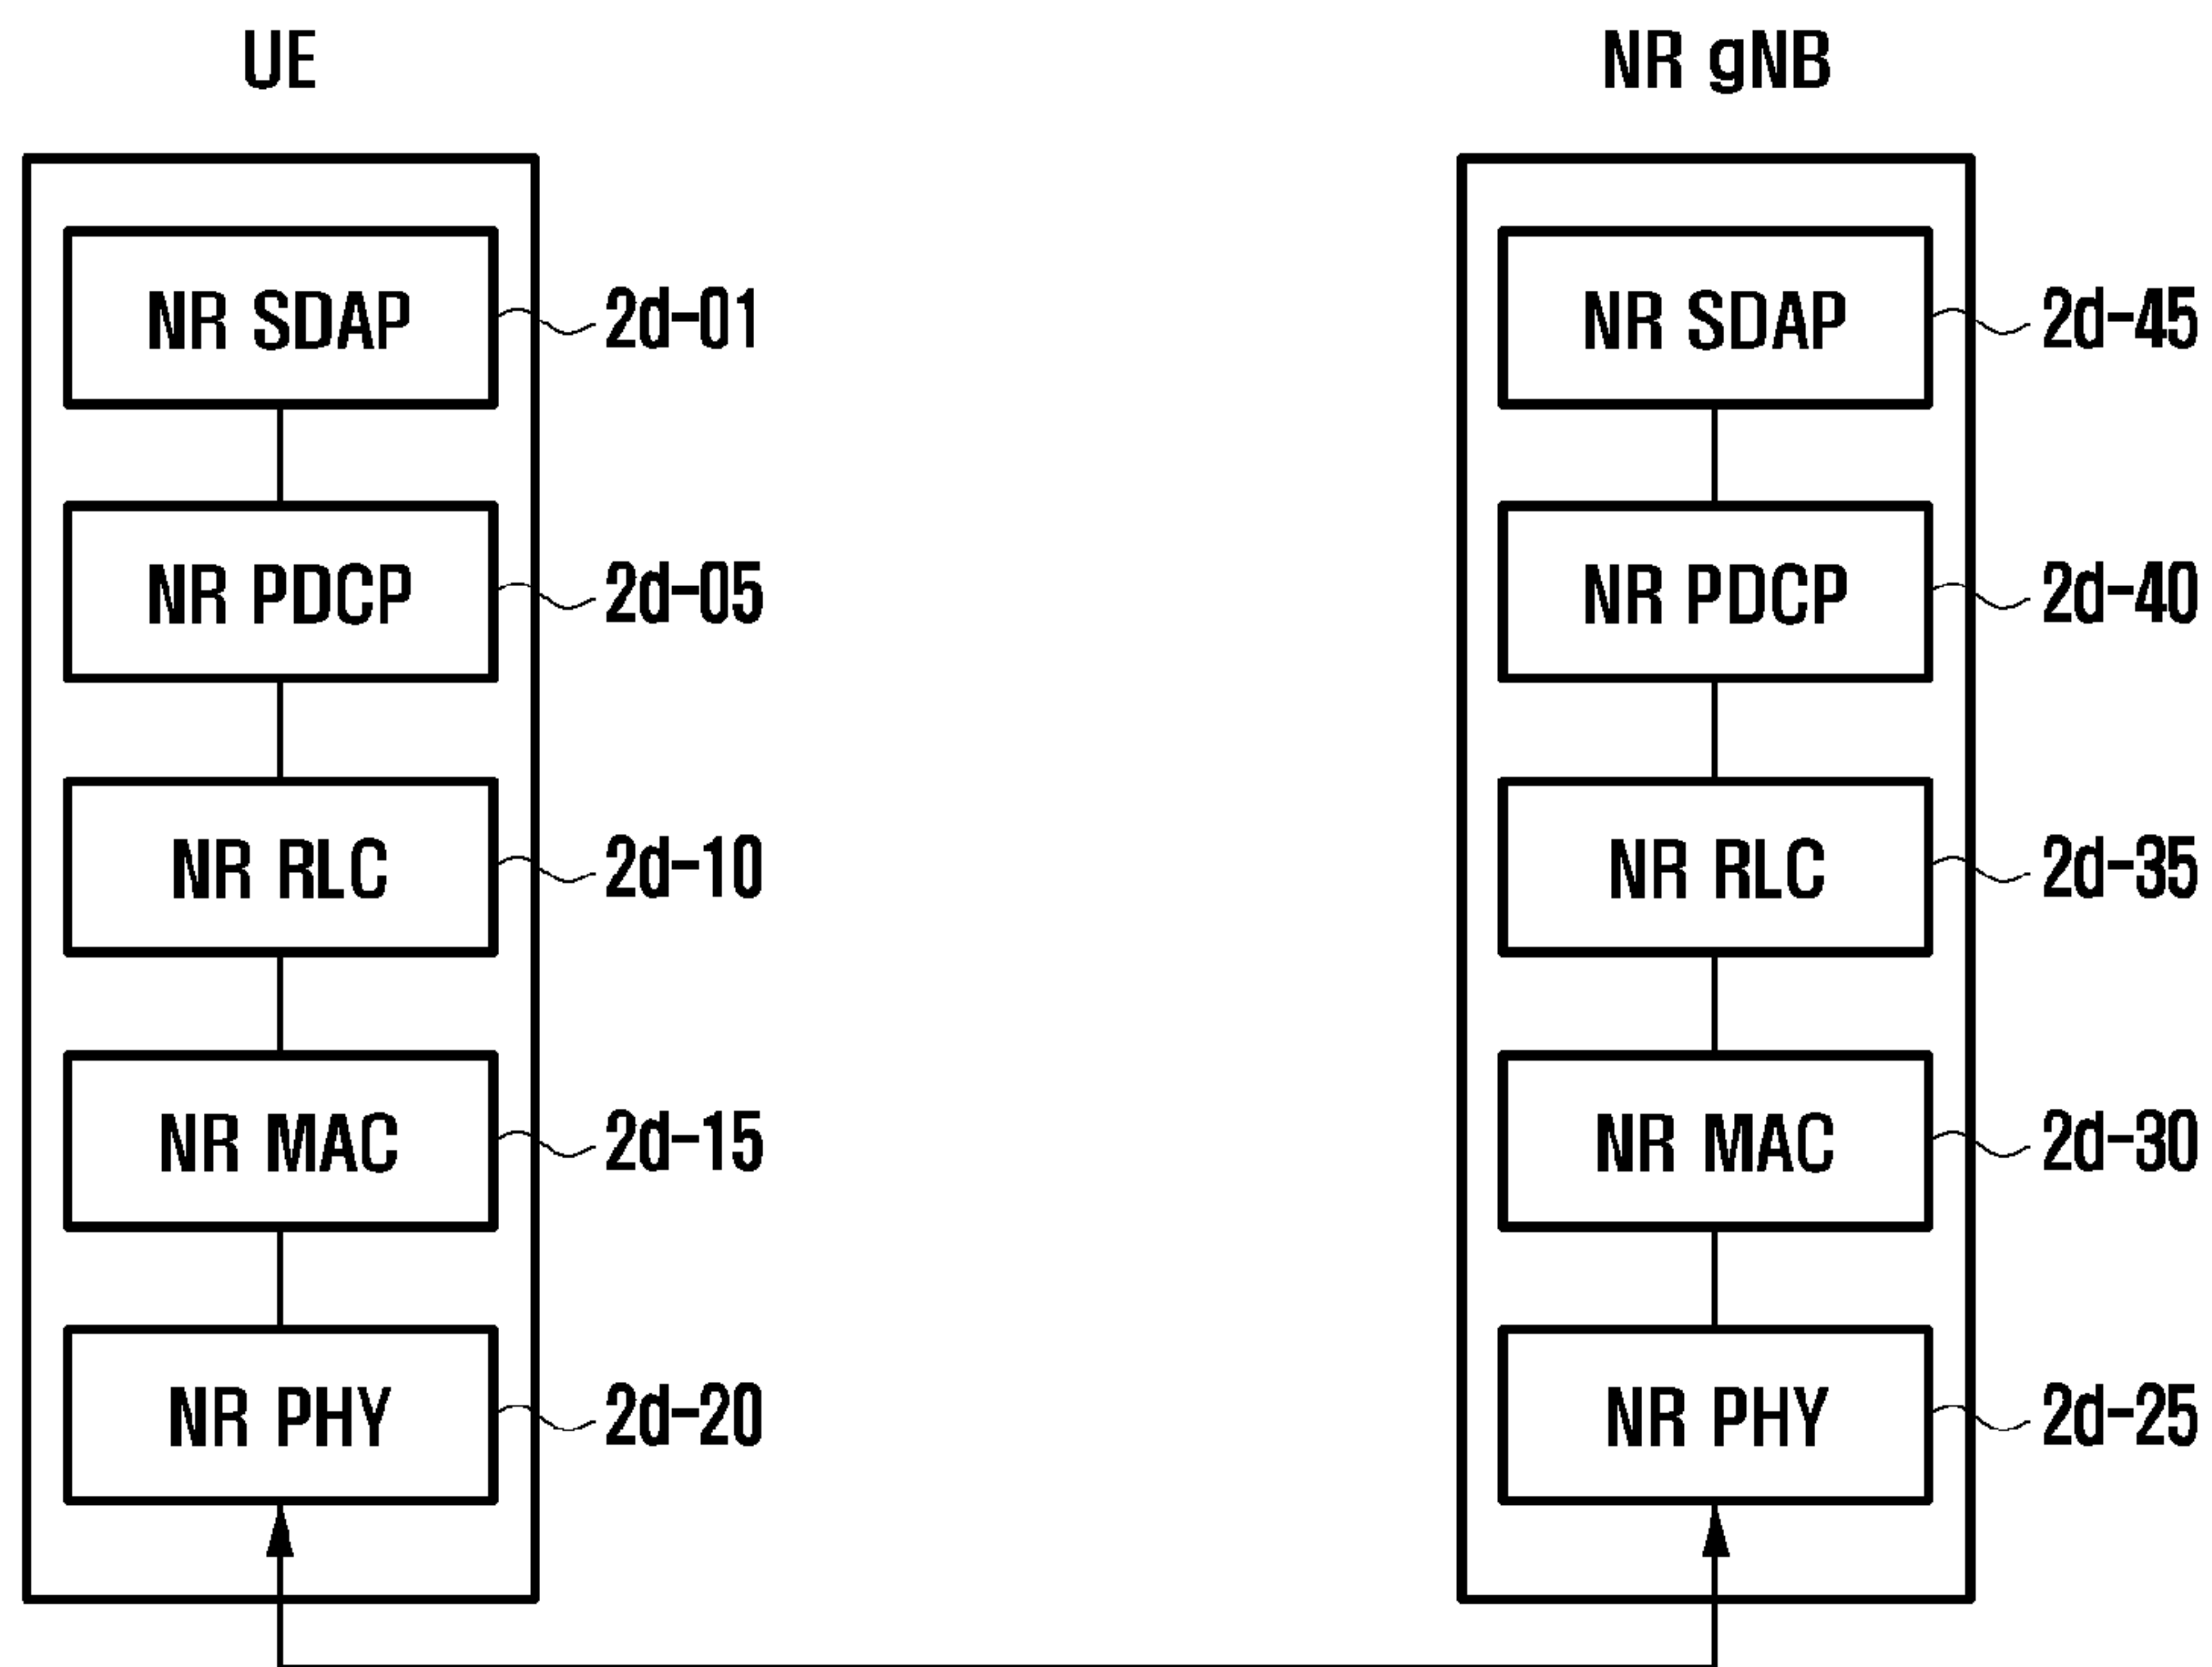 UE NR gNB
NR SDAP 2d-01 NR SDAP 2d-45
NR PDCP 2d-05 NR PDCP 2d-40
NR RLC 2d-10 NR RLC 2d-35
NR MAC 2d-15 NR MAC 2d-30
NR PHY 2d-20 NR PHY 2d-25